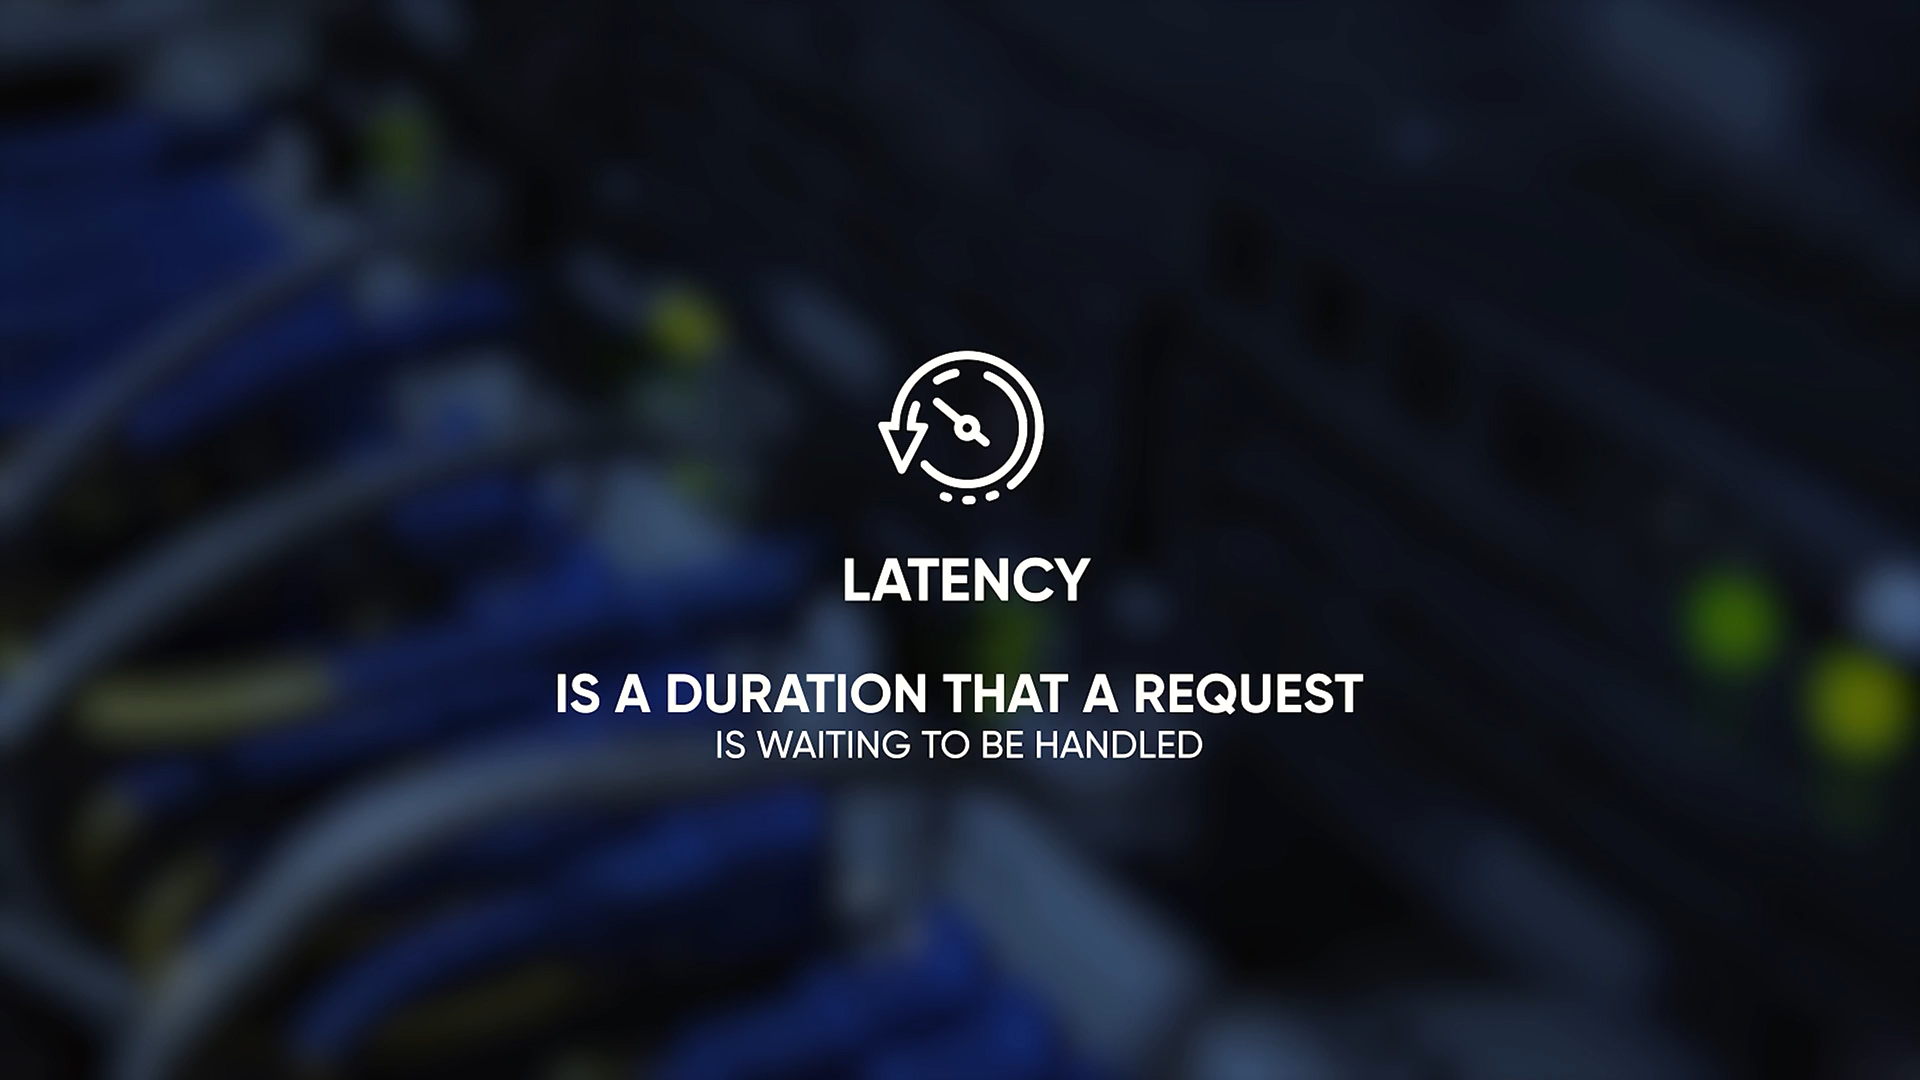 LATENCY
IS A DURATION THAT A REQUEST
IS WAITING TO BE HANDLED